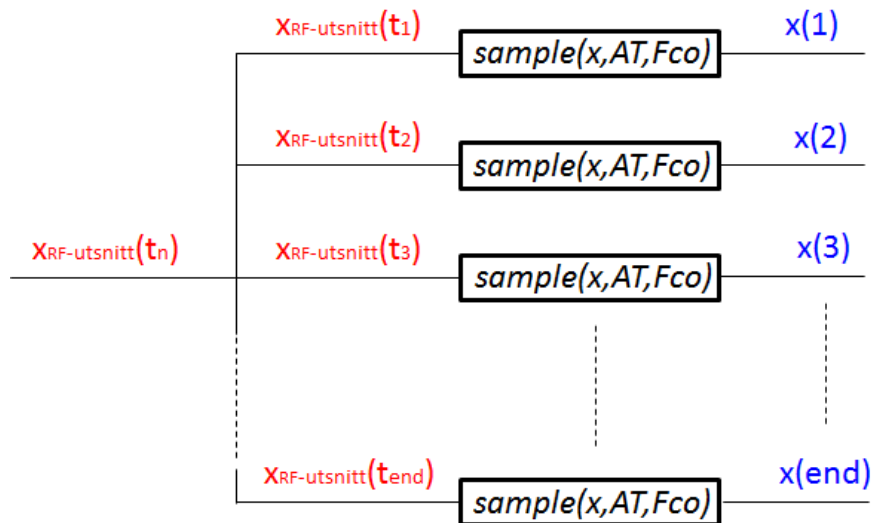 xRF-utsnitt(t1) sample(x,AT,Fco) x(1)
xRF-utsnitt(t2) sample(x,AT,Fco) x(2)
xRF-utsnitt(tn) xRF-utsnitt(t3) sample(x,AT,Fco) x(3)
xRF-utsnitt(tend) sample(x,AT,Fco) x(end)